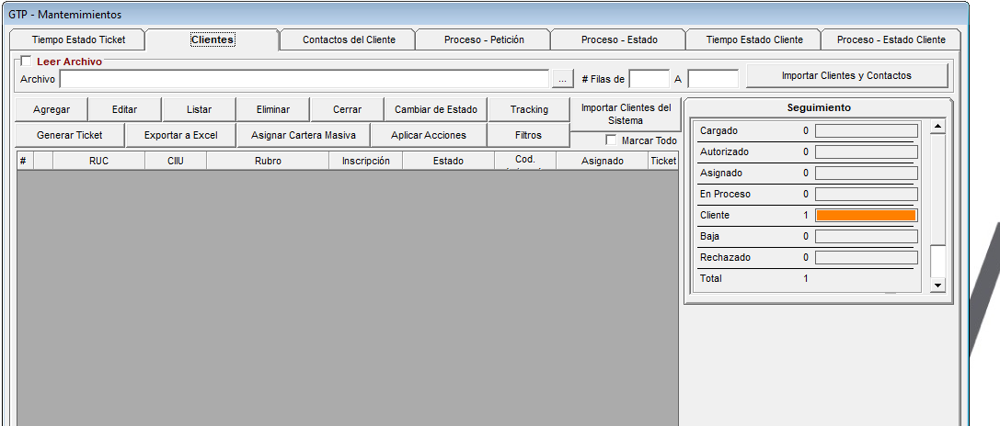 GTP - Mantemimientos
Tiempo Estado Ticket Clientes Contactos del Cliente Proceso - Petición Proceso - Estado Tiempo Estado Cliente Proceso - Estado Cliente
Leer Archivo
Archivo ... # Filas de A Importar Clientes y Contactos
Agregar Editar Listar Eliminar Cerrar Cambiar de Estado Tracking Importar Clientes del
Sistema
Generar Ticket Exportar a Excel Asignar Cartera Masiva Aplicar Acciones Filtros Marcar Todo
# RUC CIIU Rubro Inscripción Estado Cod. Asignado Ticket
Seguimiento
Cargado 0
Autorizado 0
Asignado 0
En Proceso 0
Cliente 1
Baja 0
Rechazado 0
Total 1